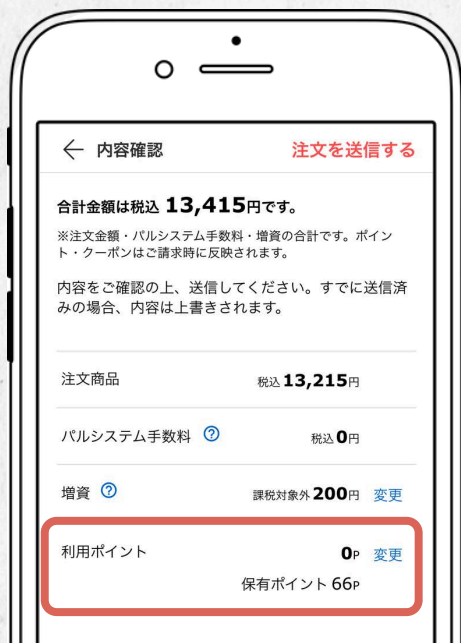 ← 内容確認 注文を送信する
合計金額は税込 13,415円です。
※注文金額・パルシステム手数料・増資の合計です。ポイン
ト・クーポンはご請求時に反映されます。
内容をご確認の上、送信してください。すでに送信済
みの場合、内容は上書きされます。
注文商品 税込13,215円
パルシステム手数料 ? 税込0円
増資 ? 課税対象外200円 変更
利用ポイント 0P 変更
保有ポイント 66P